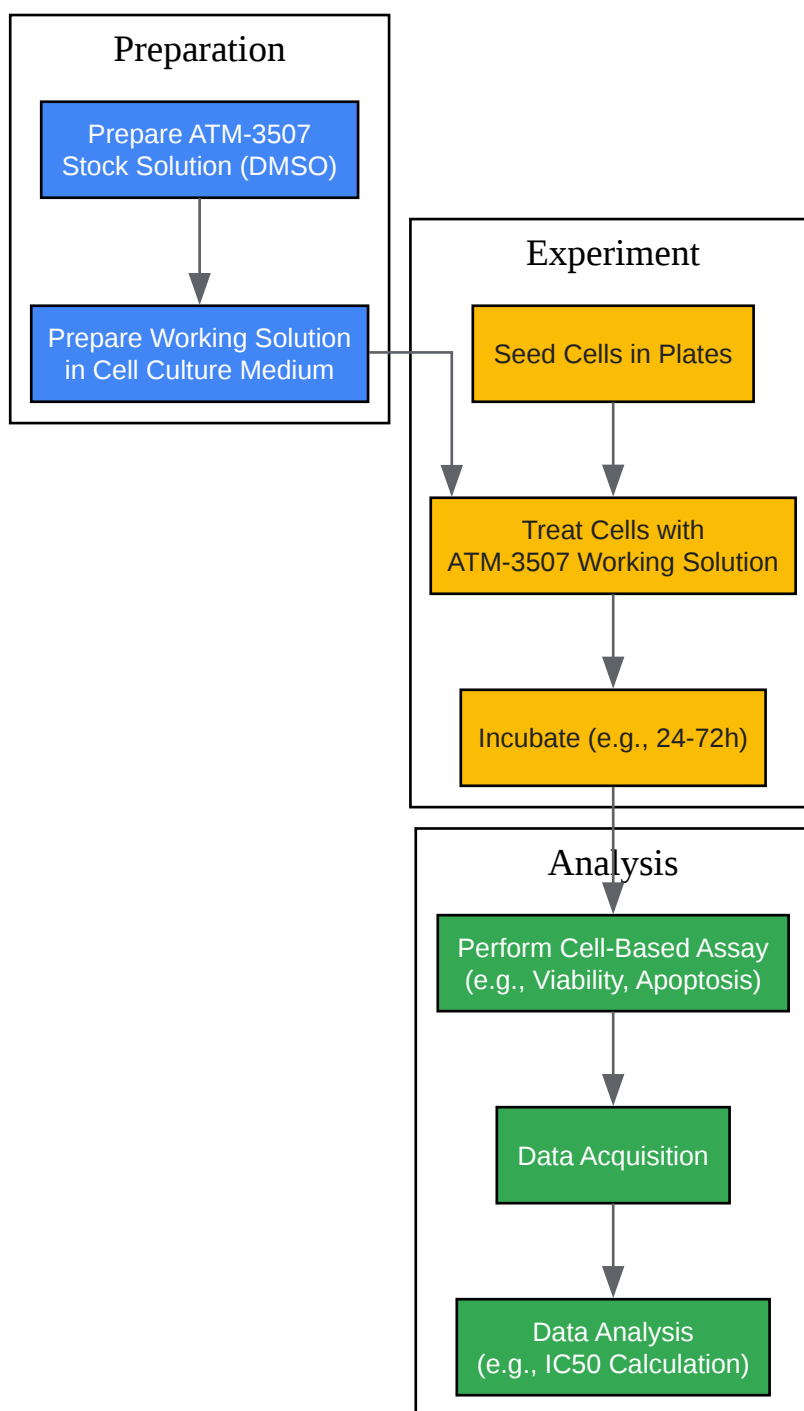 Preparation
Prepare ATM-3507
Stock Solution (DMSO)
Prepare Working Solution
in Cell Culture Medium
Experiment
Seed Cells in Plates
Treat Cells with
ATM-3507 Working Solution
Incubate (e.g., 24-72h)
Analysis
Perform Cell-Based Assay
(e.g., Viability, Apoptosis)
Data Acquisition
Data Analysis
(e.g., IC50 Calculation)